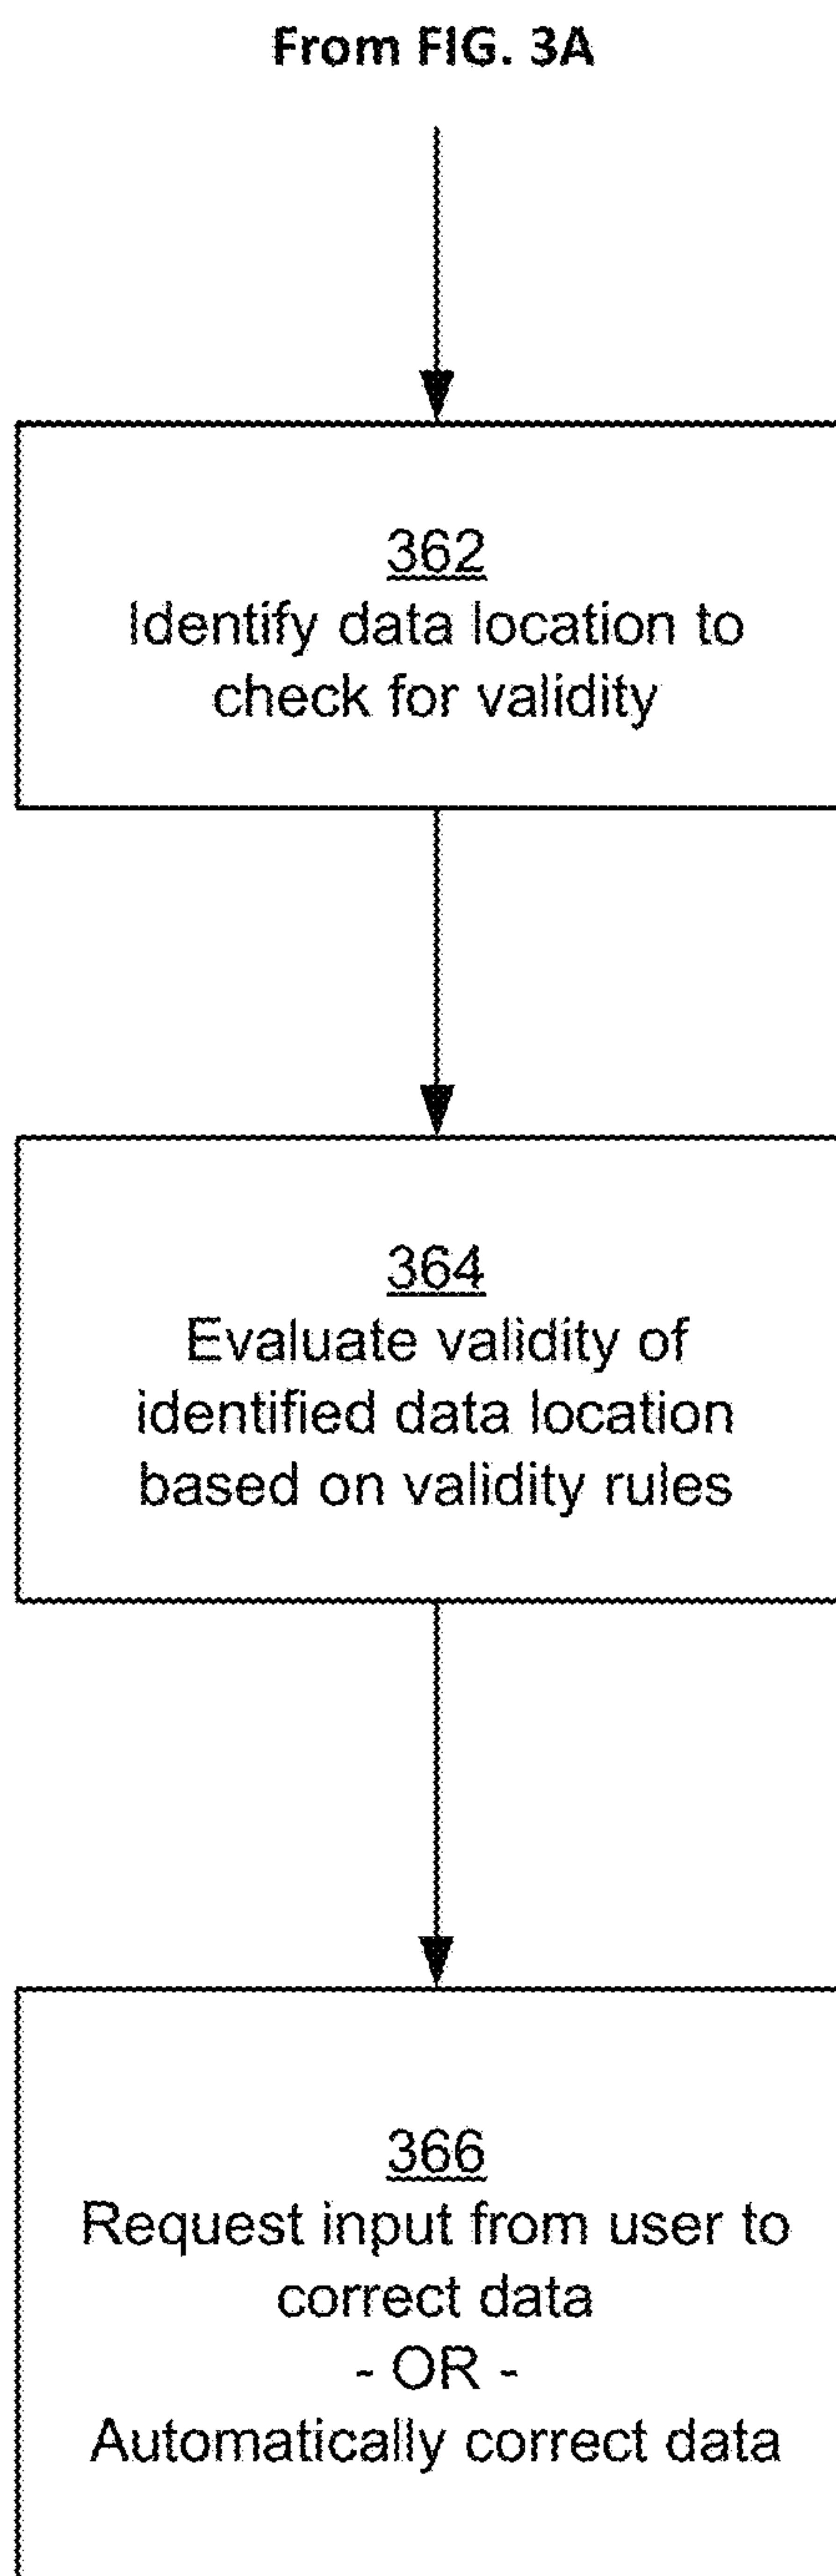 From FIG. 3A
362
Identify data location to
check for validity
364
Evaluate validity of
identified data location
based on validity rules
366
Request input from user to
correct data
- OR -
Automatically correct data